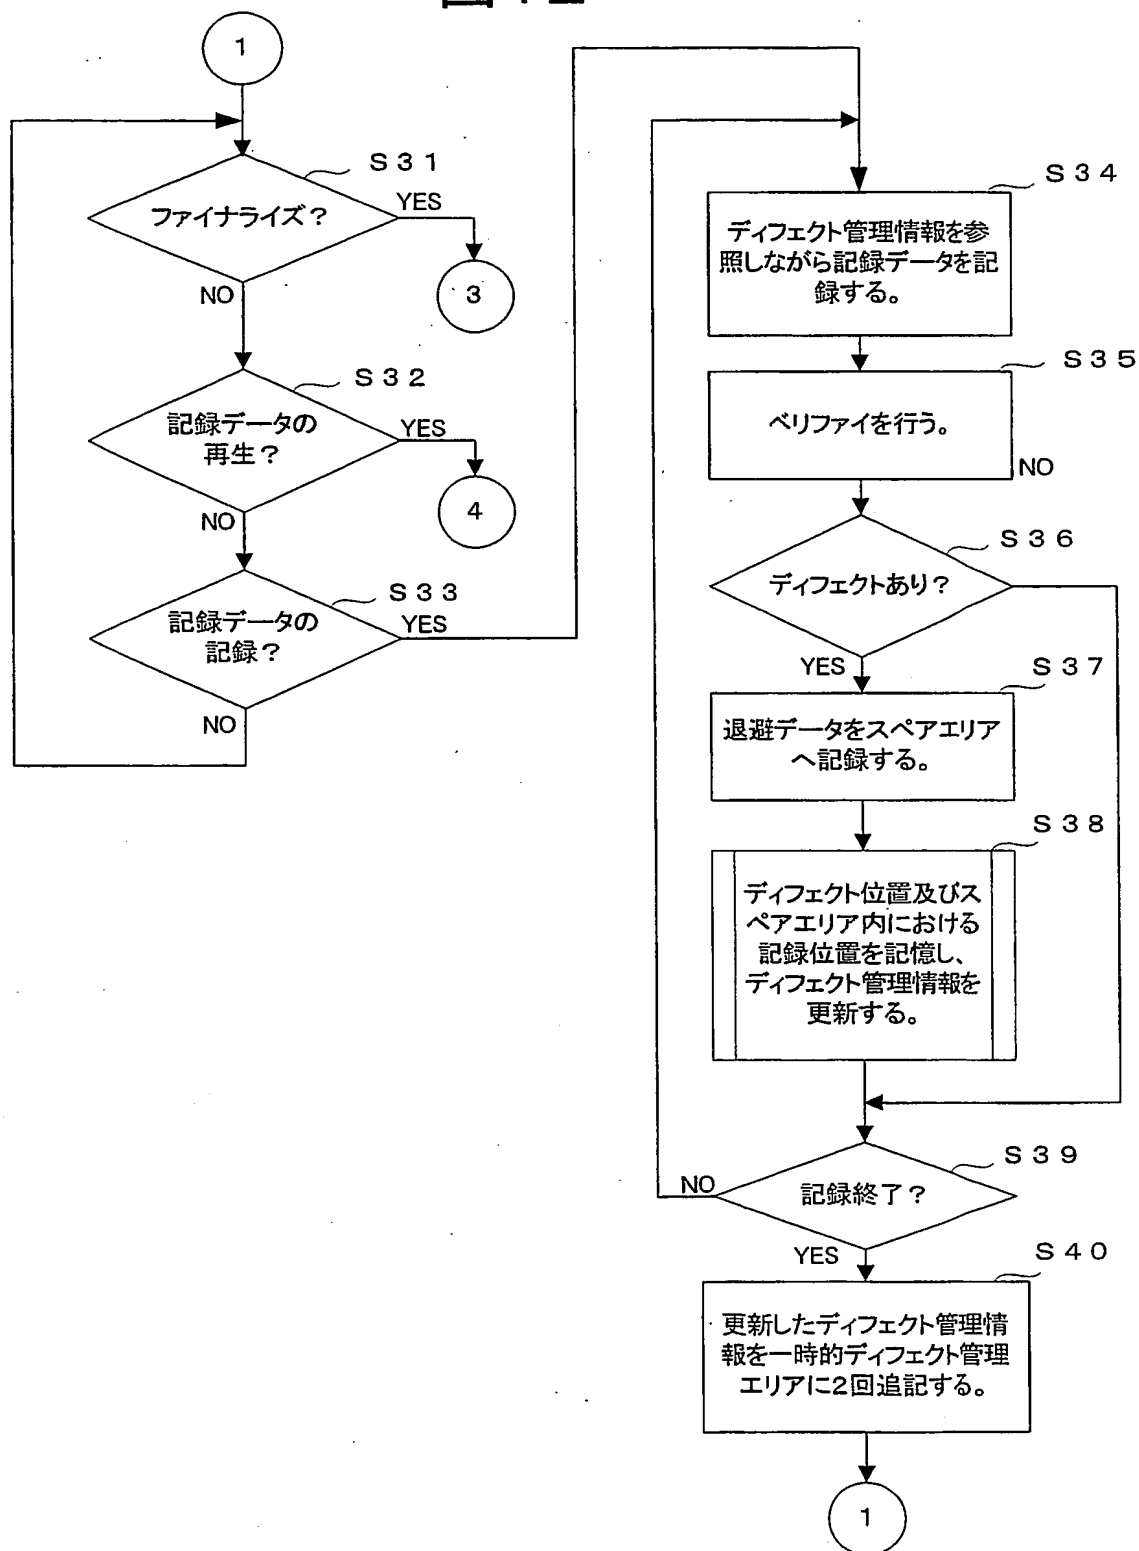 1
S31
ファイナライズ?
YES
3
NO
S32
記録データの
再生?
YES
4
NO
S33
記録データの
記録?
YES
NO
S34
ディフェクト管理情報を参
照しながら記録データを記
録する。
S35
ベリファイを行う。
NO
S36
ディフェクトあり?
YES
S37
退避データをスペアエリア
へ記録する。
S38
ディフェクト位置及びス
ペアエリア内における
記録位置を記憶し、
ディフェクト管理情報を
更新する。
S39
記録終了?
NO
YES
S40
更新したディフェクト管理情
報を一時的ディフェクト管理
エリアに2回追記する。
1